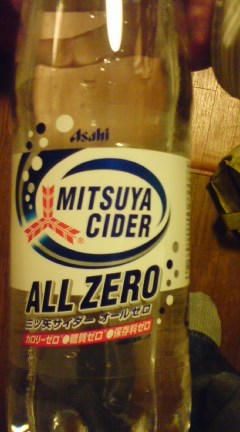 Asahi
MITSUYA
CIDER
®
ALL ZERO
三ツ矢サイダー オールゼロ
カロリーゼロ●糖質ゼロ●保存料ゼロ